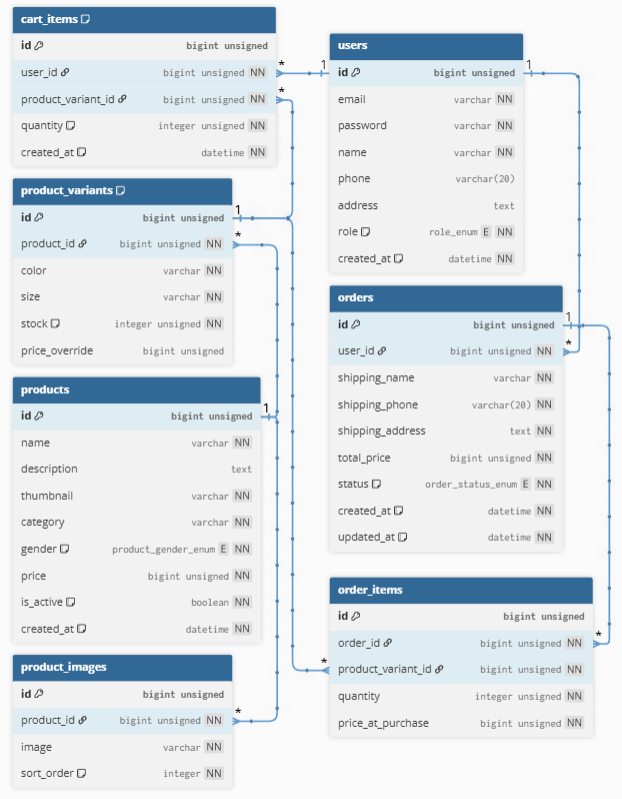 cart_items
id bigint unsigned
user_id bigint unsigned NN
product_variant_id bigint unsigned NN
quantity integer unsigned NN
created_at datetime NN
* 1
*
product_variants
id bigint unsigned 1
product_id bigint unsigned NN *
color varchar NN
size varchar NN
stock integer unsigned NN
price_override bigint unsigned
products
id bigint unsigned 1
name varchar NN
description text
thumbnail varchar NN
category varchar NN
gender product_gender_enum E NN
price bigint unsigned NN
is_active boolean NN
created_at datetime NN
product_images
id bigint unsigned
product_id bigint unsigned NN *
image varchar NN
sort_order integer NN
users
id bigint unsigned 1
email varchar NN
password varchar NN
name varchar NN
phone varchar(20)
address text
role role_enum E NN
created_at datetime NN
orders
id bigint unsigned 1
user_id bigint unsigned NN *
shipping_name varchar NN
shipping_phone varchar(20) NN
shipping_address text NN
total_price bigint unsigned NN
status order_status_enum E NN
created_at datetime NN
updated_at datetime NN
order_items
id bigint unsigned
order_id bigint unsigned NN *
* product_variant_id bigint unsigned NN
quantity integer unsigned NN
price_at_purchase bigint unsigned NN